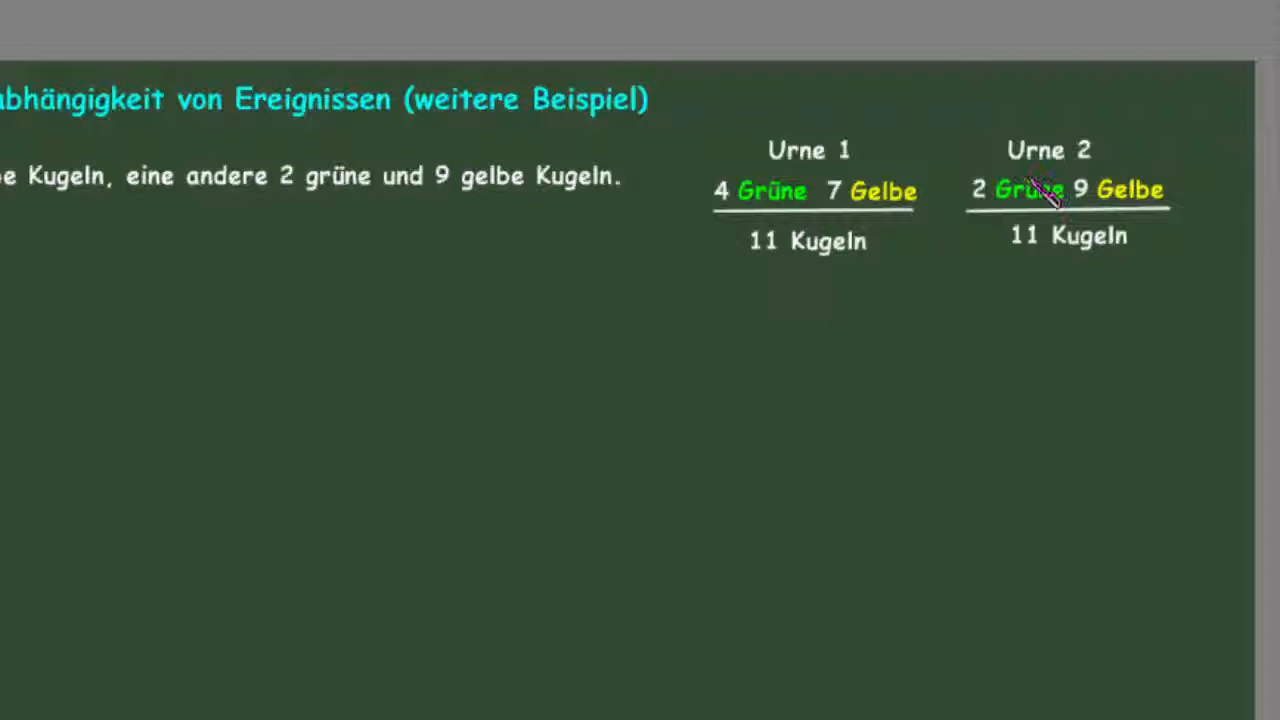 abhängigkeit von Ereignissen (weitere Beispiel)
e Kugeln, eine andere 2 grüne und 9 gelbe Kugeln.
Urne 1
4 Grüne 7 Gelbe
11 Kugeln
Urne 2
2 Grüne 9 Gelbe
11 Kugeln